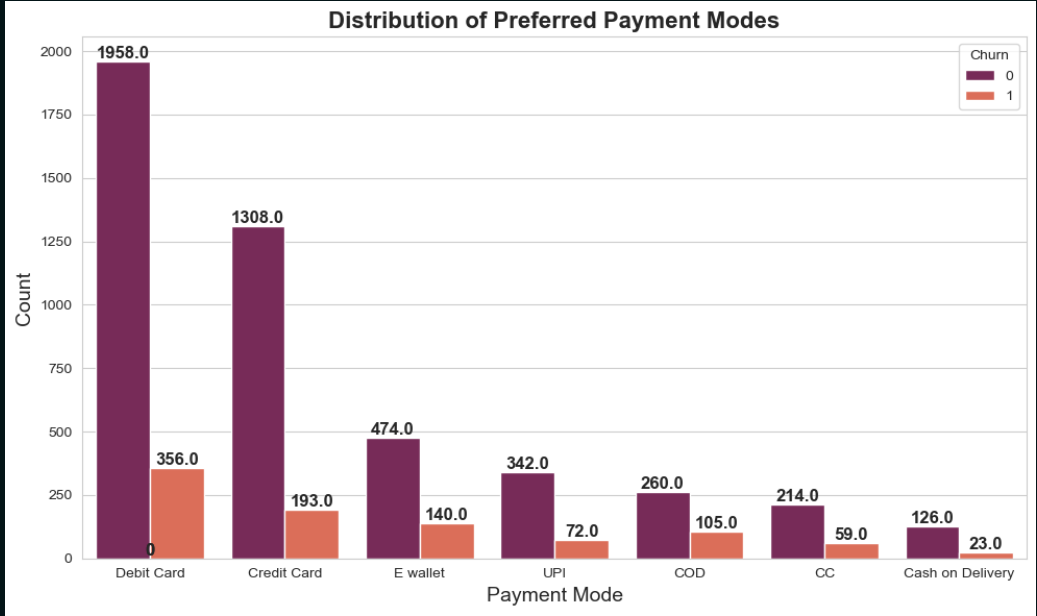 Distribution of Preferred Payment Modes
Churn
0
1
2000
1750
1500
1250
1000
750
500
250
0
Count
1958.0
356.0
0
1308.0
193.0
474.0
140.0
342.0
72.0
260.0
105.0
214.0
59.0
126.0
23.0
Debit Card
Credit Card
E wallet
UPI
COD
CC
Cash on Delivery
Payment Mode